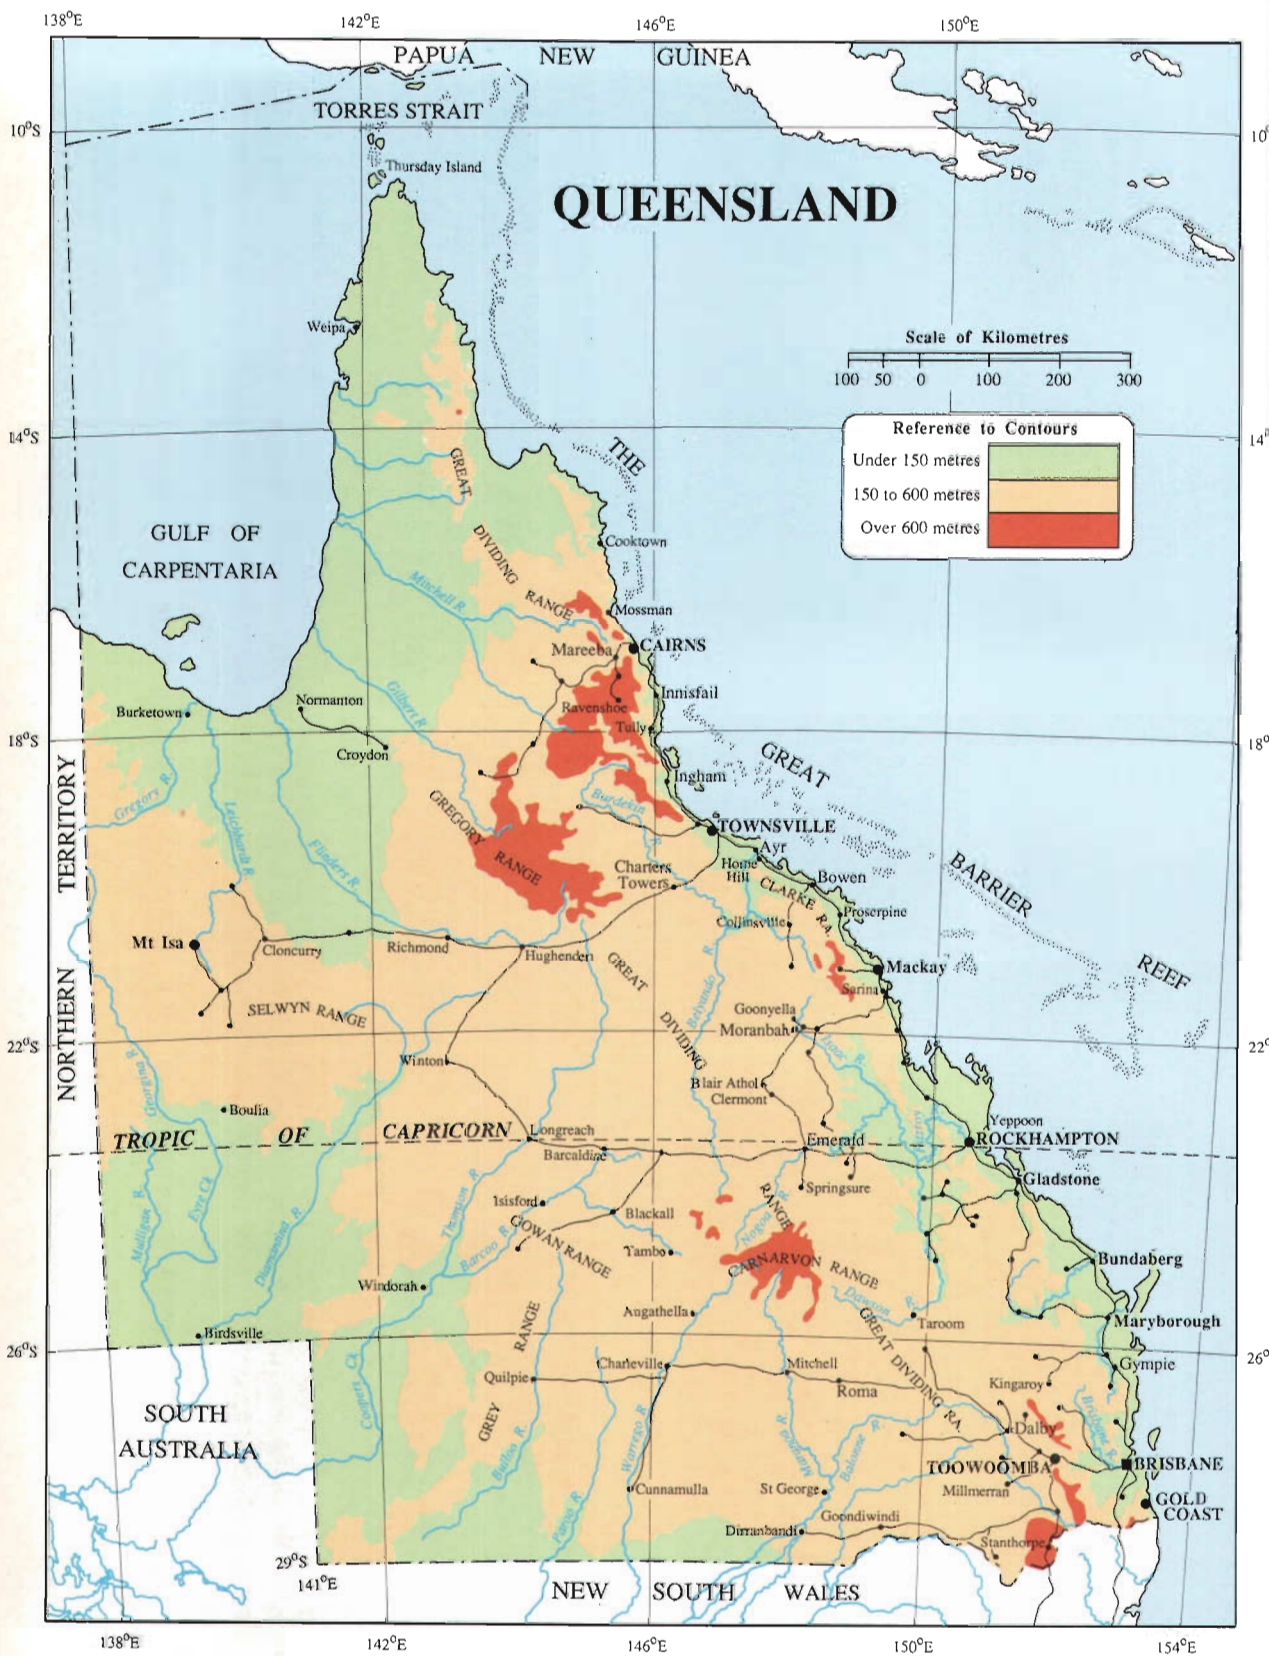 138°E 142°E 146°E 150°E
PAPUA NEW GUINEA
TORRES STRAIT
10°S
10°
Thursday Island
QUEENSLAND
Weipa
Scale of Kilometres
100 50 0 100 200 300
Reference to Contours
Under 150 metres
150 to 600 metres
Over 600 metres
14°S
14°
THE
GREAT
DIVIDING
RANGE
GULF OF
CARPENTARIA
Cooktown
Mitchell R.
Mossman
Mareeba
CAIRNS
Innisfail
Ravenshoe
Tully
Gilbert R.
Normanton
Burketown
Croydon
18°S
18°
GREAT
Ingham
Burdekin
R.
Gregory R.
Leichhardt R.
Flinders R.
GREGORY
RANGE
TOWNSVILLE
Ayr
Home
Hill
Charters
Towers
Bowen
CLARKE RA.
Proserpine
Collinsville
BARRIER
REEF
NORTHERN TERRITORY
Mt Isa
Cloncurry
Richmond
Hughenden
GREAT
Mackay
Sarina
SELWYN RANGE
Belyando R.
Goonyella
Moranbah
DIVIDING
Isaac R.
22°S
22°
Winton
Blair Athol
Clermont
Georgina R.
Boulia
Yeppoon
TROPIC OF CAPRICORN
Longreach
Barcaldine
Emerald
ROCKHAMPTON
Gladstone
Springsure
RANGE
Mulligan R.
Eyre Ck
Diamantina R.
Thomson R.
Isisford
Blackall
Barcoo R.
GOWAN RANGE
Tambo
Nogoa R.
CARNARVON RANGE
Bundaberg
Windorah
Augathella
Dawson R.
Taroom
Maryborough
Birdsville
26°S
26°
GREAT DIVIDING RA.
Gympie
Charleville
Mitchell
Quilpie
Roma
Kingaroy
Coopers Ck
GREY RANGE
SOUTH
AUSTRALIA
Bulloo R.
Warrego R.
Maranoa R.
Balonne R.
Brisbane R.
Dalby
TOOWOOMBA
BRISBANE
Millmerran
Cunnamulla
St George
GOLD
COAST
Paroo R.
Goondiwindi
Dirranbandi
Stanthorpe
29°S
141°E
NEW SOUTH WALES
138°E 142°E 146°E 150°E 154°E